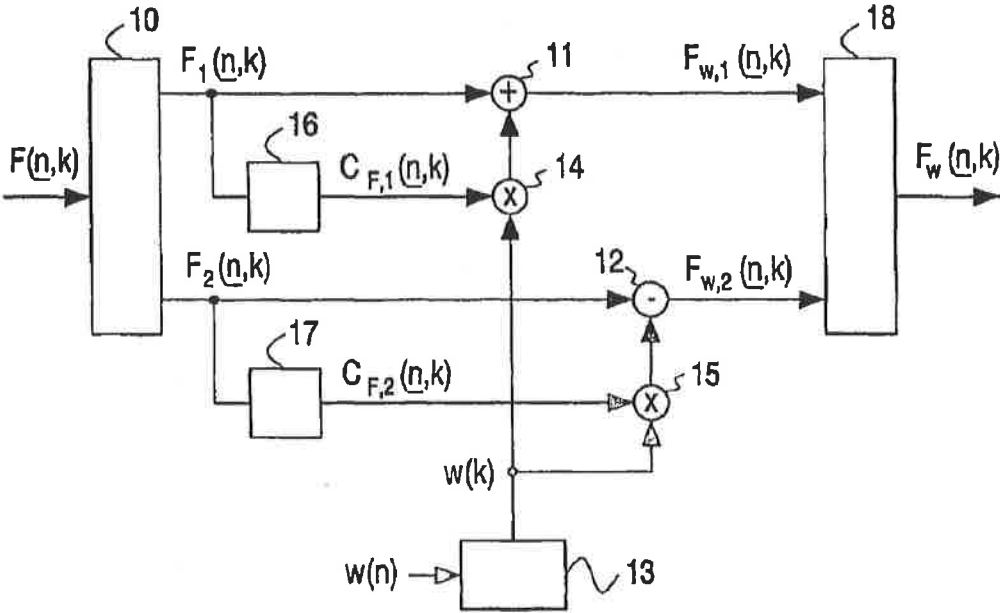 10
18
F₁(n,k)
11
F_w,1(n,k)
+
16
F(n,k)
C_F,1(n,k)
14
F_w(n,k)
x
F₂(n,k)
12
F_w,2(n,k)
-
17
C_F,2(n,k)
15
x
w(k)
w(n)
13